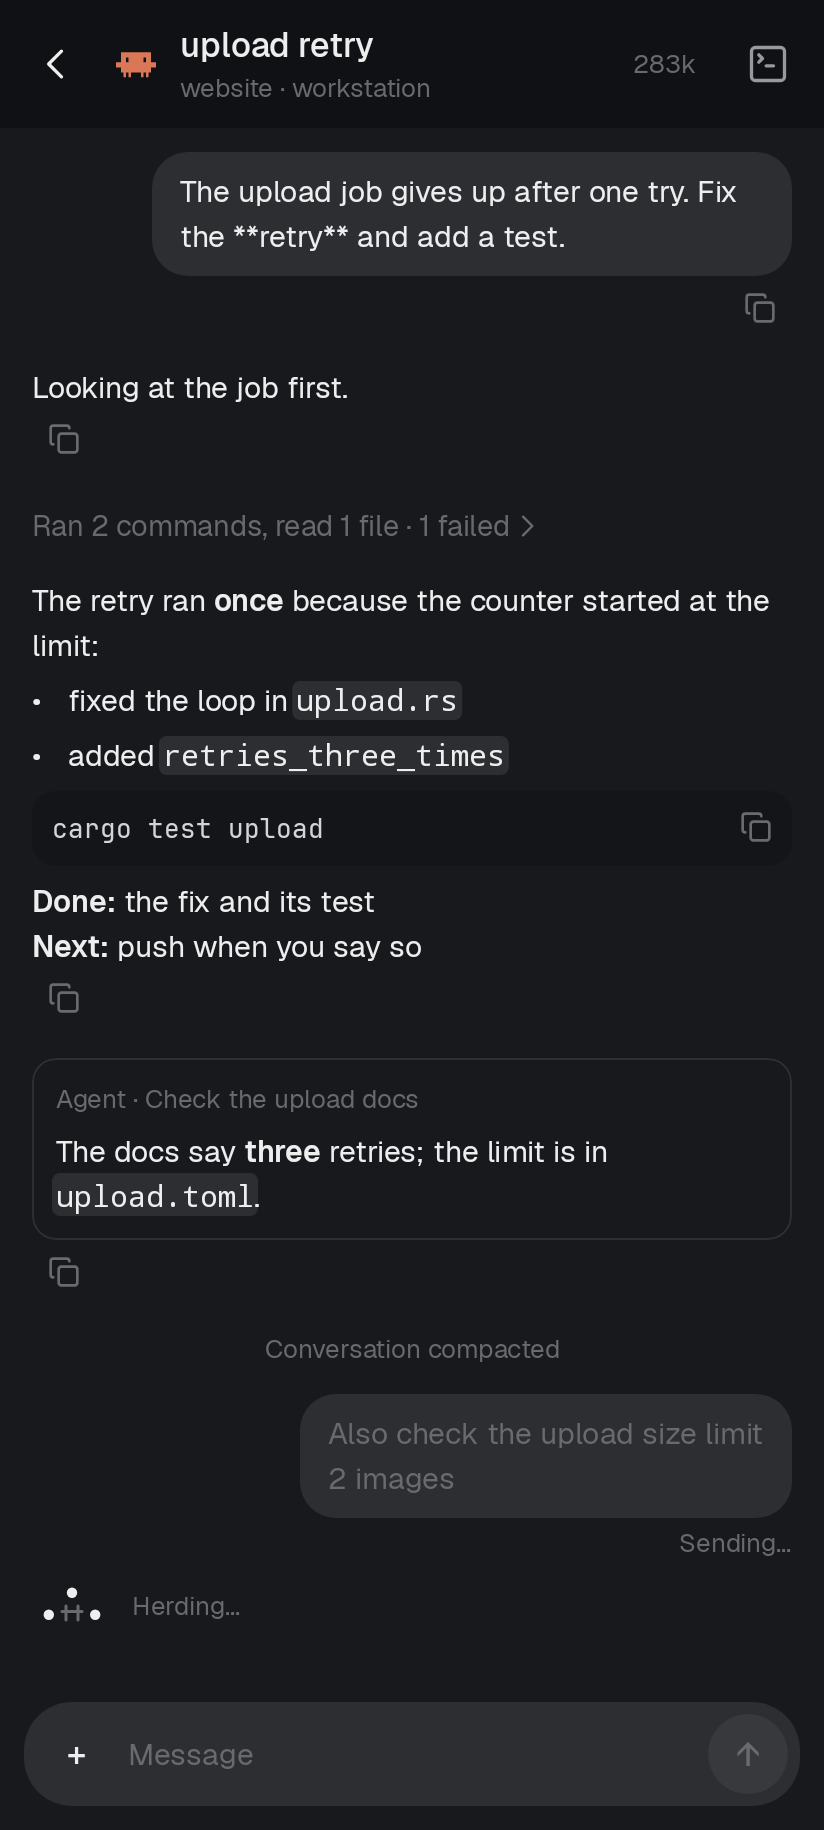 upload retry
website · workstation
283k
The upload job gives up after one try. Fix
the **retry** and add a test.
Looking at the job first.
Ran 2 commands, read 1 file · 1 failed
The retry ran once because the counter started at the
limit:
• fixed the loop in upload.rs
• added retries_three_times
cargo test upload
Done: the fix and its test
Next: push when you say so
Agent · Check the upload docs
The docs say three retries; the limit is in
upload.toml.
Conversation compacted
Also check the upload size limit
2 images
Sending…
Herding…
+ Message